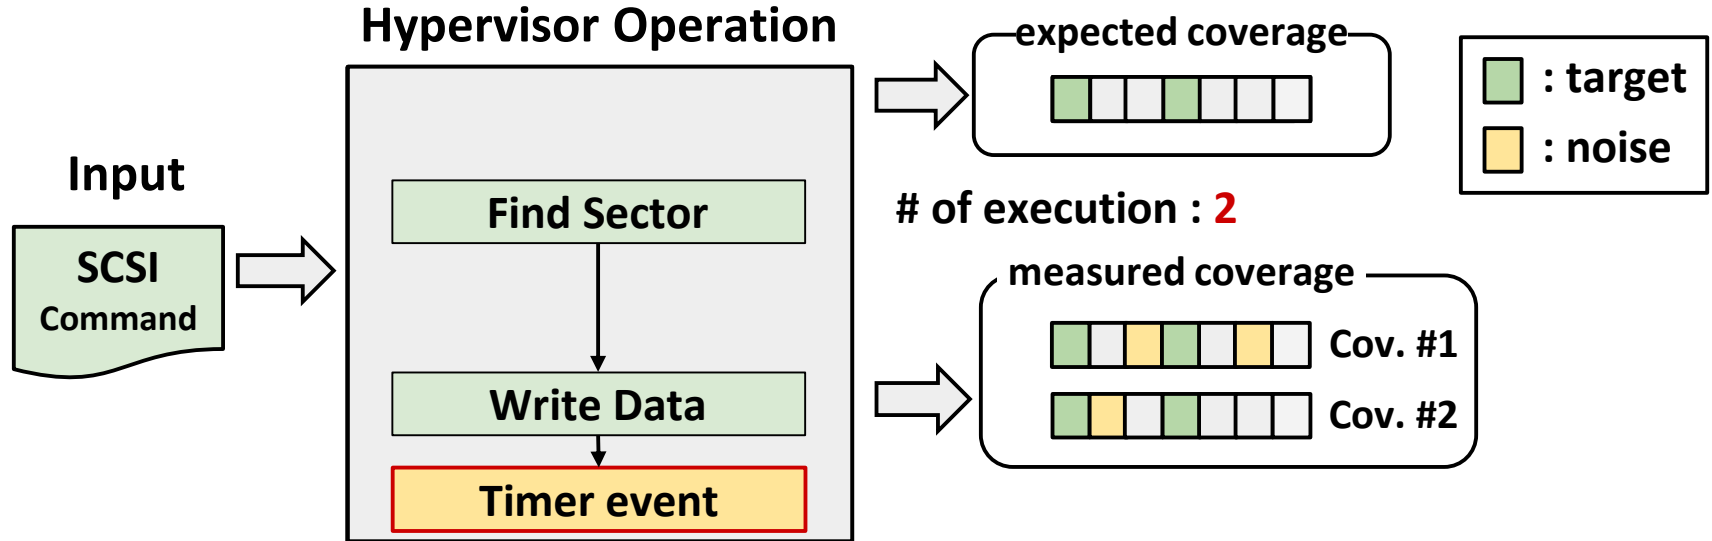 Hypervisor Operation
Input
SCSI
Command
Find Sector
Write Data
Timer event
expected coverage
# of execution : 2
measured coverage
Cov. #1
Cov. #2
: target
: noise